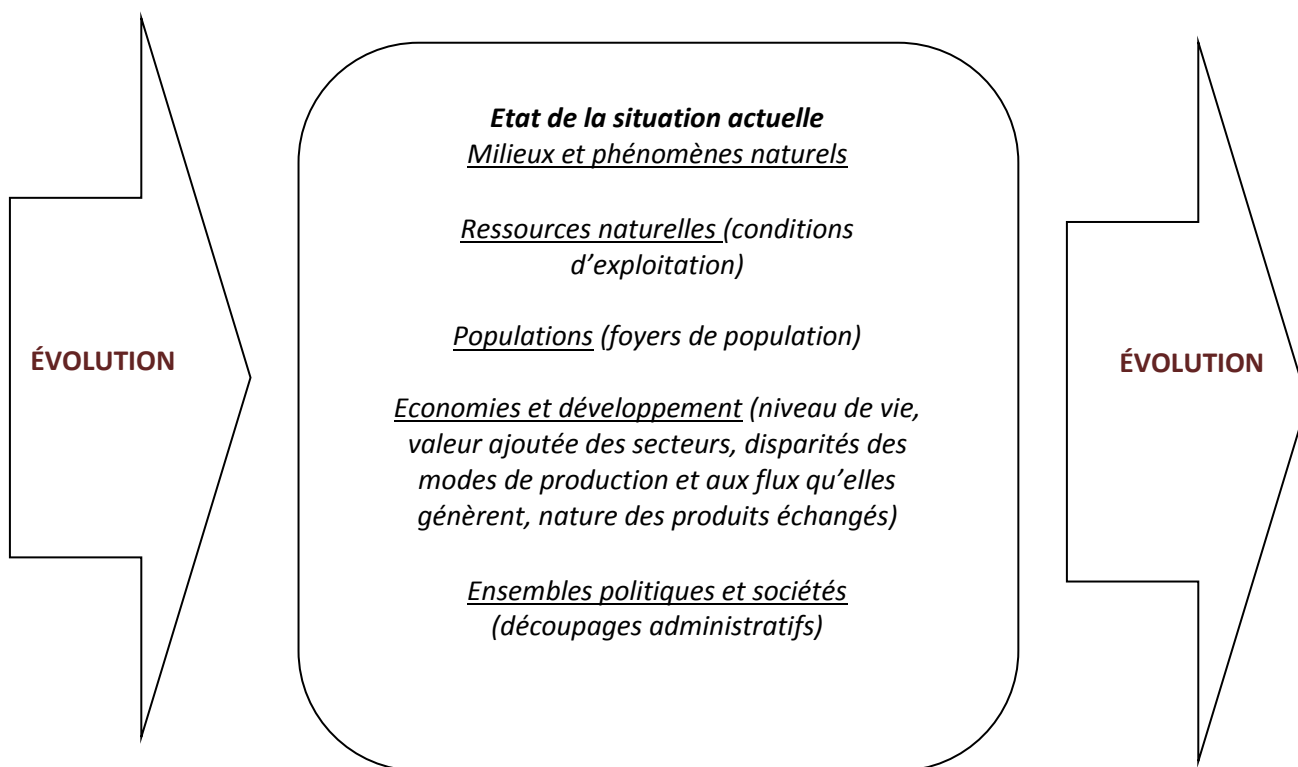 Etat de la situation actuelle
Milieux et phénomènes naturels
Ressources naturelles (conditions
d’exploitation)
Populations (foyers de population)
ÉVOLUTION
ÉVOLUTION
Economies et développement (niveau de vie,
valeur ajoutée des secteurs, disparités des
modes de production et aux flux qu’elles
génèrent, nature des produits échangés)
Ensembles politiques et sociétés
(découpages administratifs)